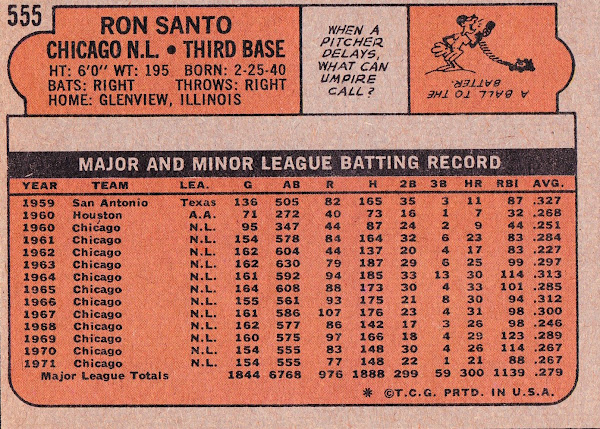 555
RON SANTO
CHICAGO N.L. • THIRD BASE
HT: 6'0" WT: 195 BORN: 2-25-40
BATS: RIGHT THROWS: RIGHT
HOME: GLENVIEW, ILLINOIS
WHEN A
PITCHER
DELAYS,
WHAT CAN
UMPIRE
CALL?
A BALL TO THE
BATTER.
MAJOR AND MINOR LEAGUE BATTING RECORD
YEAR TEAM LEA. G AB R H 2B 3B HR RBI AVG.
1959 San Antonio Texas 136 505 82 165 35 3 11 87 .327
1960 Houston A.A. 71 272 40 73 16 1 7 32 .268
1960 Chicago N.L. 95 347 44 87 24 2 9 44 .251
1961 Chicago N.L. 154 578 84 164 32 6 23 83 .284
1962 Chicago N.L. 162 604 44 137 20 4 17 83 .227
1963 Chicago N.L. 162 630 79 187 29 6 25 99 .297
1964 Chicago N.L. 161 592 94 185 33 13 30 114 .313
1965 Chicago N.L. 164 608 88 173 30 4 33 101 .285
1966 Chicago N.L. 155 561 93 175 21 8 30 94 .312
1967 Chicago N.L. 161 586 107 176 23 4 31 98 .300
1968 Chicago N.L. 162 577 86 142 17 3 26 98 .246
1969 Chicago N.L. 160 575 97 166 18 4 29 123 .289
1970 Chicago N.L. 154 555 83 148 30 4 26 114 .267
1971 Chicago N.L. 154 555 77 148 22 1 21 88 .267
Major League Totals 1844 6768 976 1888 299 59 300 1139 .279
* ©T.C.G. PRTD. IN U.S.A.